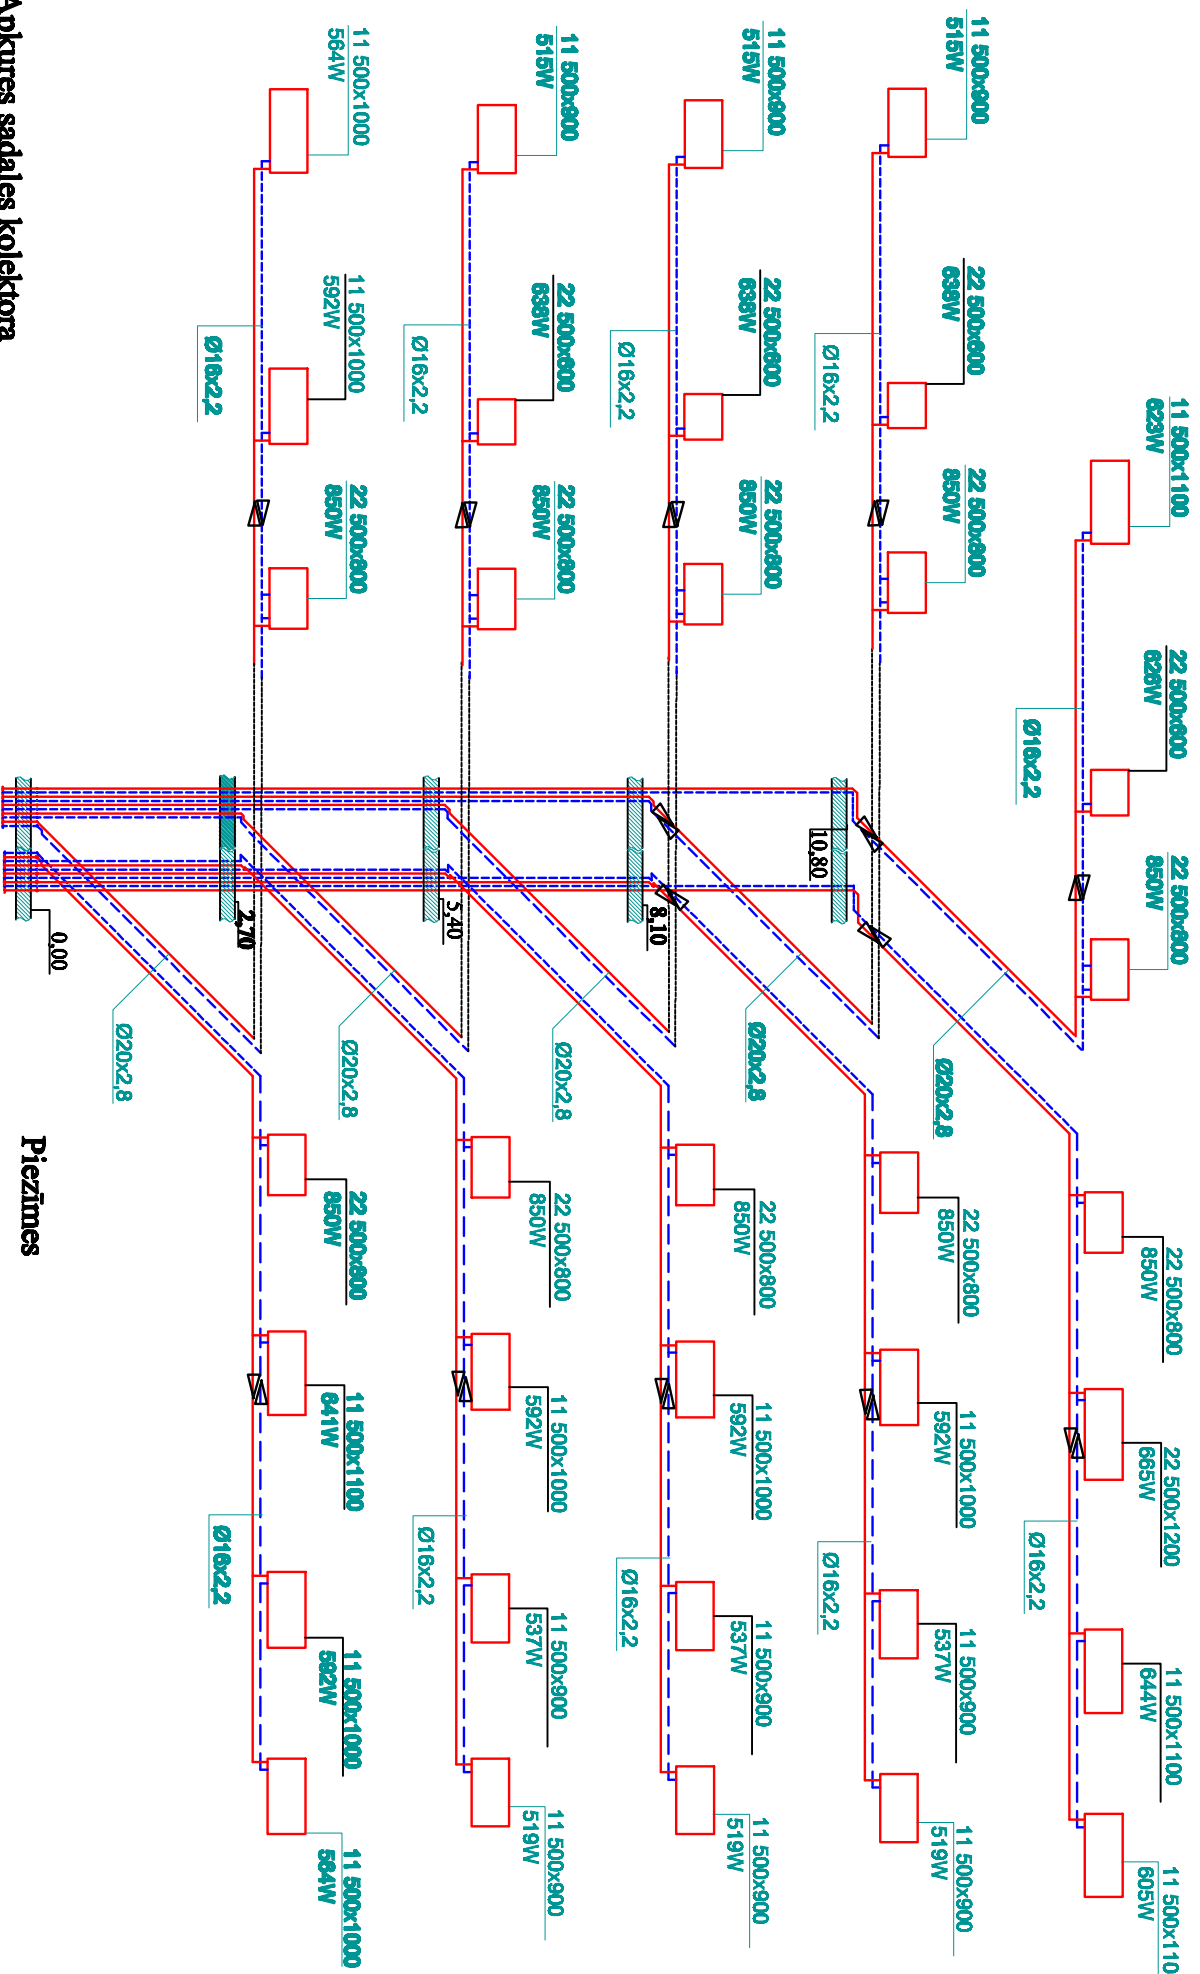 11 500x1100
623W
22 500x600
626W
22 500x800
850W
22 500x800
850W
22 500x1200
665W
11 500x1100
644W
11 500x110
605W
Ø16x2,2
Ø20x2,8
Ø16x2,2
11 500x900
515W
22 500x600
638W
22 500x800
850W
22 500x800
850W
11 500x1000
592W
11 500x900
537W
11 500x900
519W
Ø16x2,2
10,80
Ø20x2,8
Ø16x2,2
11 500x900
515W
22 500x600
638W
22 500x800
850W
22 500x800
850W
11 500x1000
592W
11 500x900
537W
11 500x900
519W
Ø16x2,2
8,10
Ø20x2,8
Ø16x2,2
11 500x900
515W
22 500x600
638W
22 500x800
850W
22 500x800
850W
11 500x1000
592W
11 500x900
537W
11 500x900
519W
Ø16x2,2
5,40
Ø20x2,8
Ø16x2,2
11 500x1000
564W
11 500x1000
592W
22 500x800
850W
22 500x800
850W
11 500x1100
641W
11 500x1000
592W
11 500x1000
564W
Ø16x2,2
2,70
Ø20x2,8
Ø16x2,2
0,00
Piezīmes
Apkures sadales kolektora